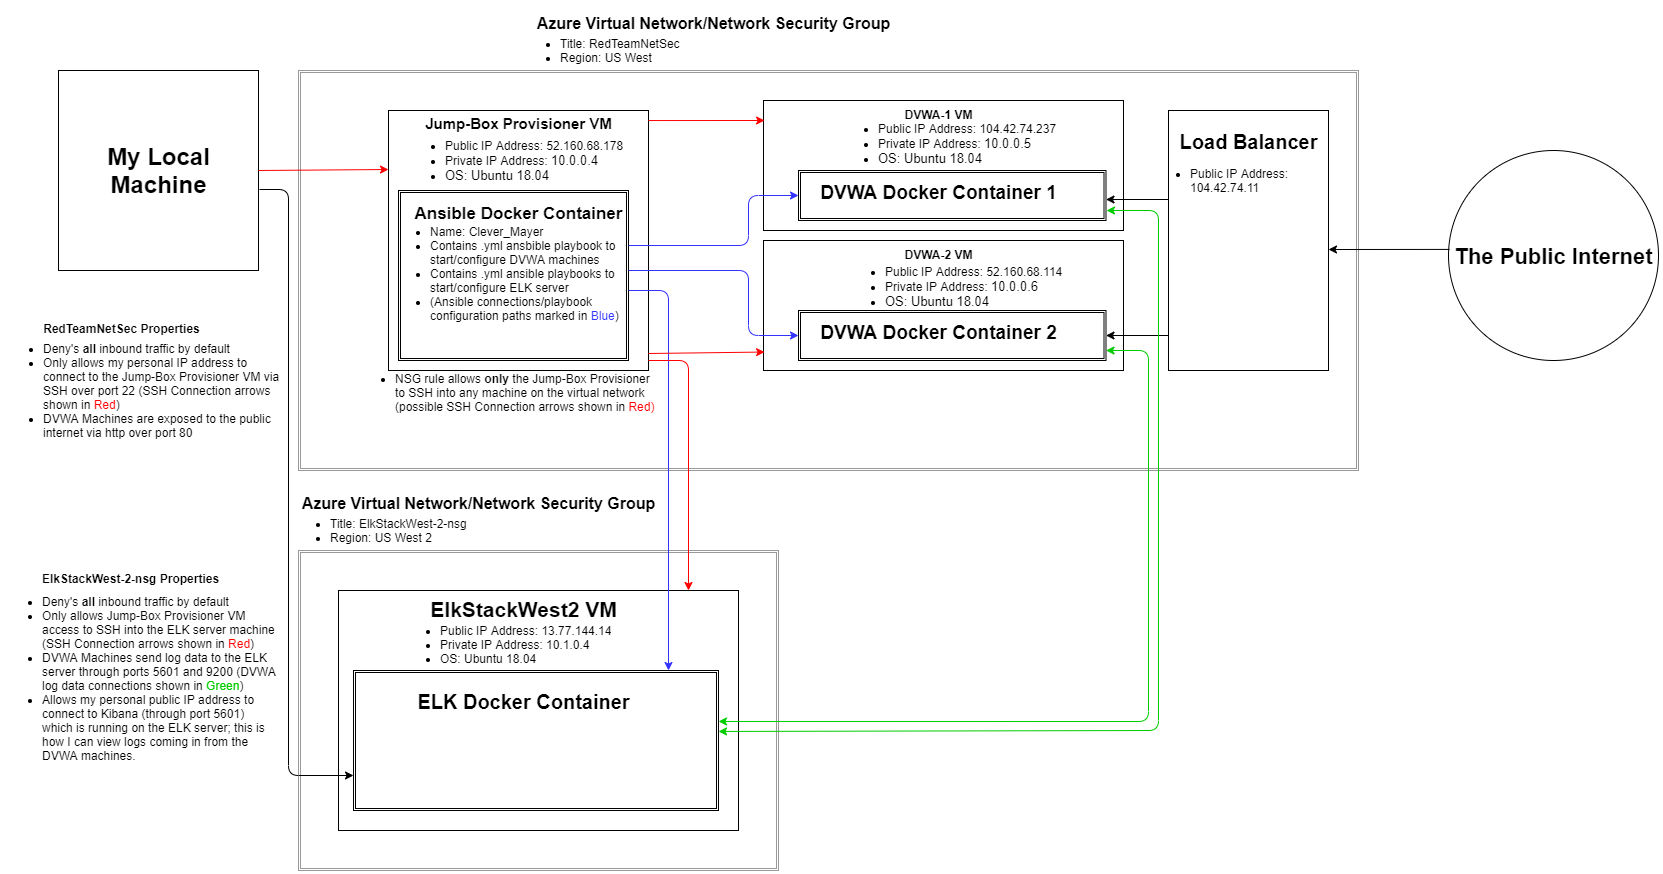 Azure Virtual Network/Network Security Group
• Title: RedTeamNetSec
• Region: US West
My Local
Machine
Jump-Box Provisioner VM
• Public IP Address: 52.160.68.178
• Private IP Address: 10.0.0.4
• OS: Ubuntu 18.04
Ansible Docker Container
• Name: Clever_Mayer
• Contains .yml ansbible playbook to
start/configure DVWA machines
• Contains .yml ansible playbooks to
start/configure ELK server
• (Ansible connections/playbook
configuration paths marked in Blue)
• NSG rule allows only the Jump-Box Provisioner
to SSH into any machine on the virtual network
(possible SSH Connection arrows shown in Red)
DVWA-1 VM
• Public IP Address: 104.42.74.237
• Private IP Address: 10.0.0.5
• OS: Ubuntu 18.04
DVWA Docker Container 1
DVWA-2 VM
• Public IP Address: 52.160.68.114
• Private IP Address: 10.0.0.6
• OS: Ubuntu 18.04
DVWA Docker Container 2
Load Balancer
• Public IP Address:
104.42.74.11
The Public Internet
RedTeamNetSec Properties
• Deny's all inbound traffic by default
• Only allows my personal IP address to
connect to the Jump-Box Provisioner VM via
SSH over port 22 (SSH Connection arrows
shown in Red)
• DVWA Machines are exposed to the public
internet via http over port 80
Azure Virtual Network/Network Security Group
• Title: ElkStackWest-2-nsg
• Region: US West 2
ElkStackWest-2-nsg Properties
• Deny's all inbound traffic by default
• Only allows Jump-Box Provisioner VM
access to SSH into the ELK server machine
(SSH Connection arrows shown in Red)
• DVWA Machines send log data to the ELK
server through ports 5601 and 9200 (DVWA
log data connections shown in Green)
• Allows my personal public IP address to
connect to Kibana (through port 5601)
which is running on the ELK server; this is
how I can view logs coming in from the
DVWA machines.
ElkStackWest2 VM
• Public IP Address: 13.77.144.14
• Private IP Address: 10.1.0.4
• OS: Ubuntu 18.04
ELK Docker Container